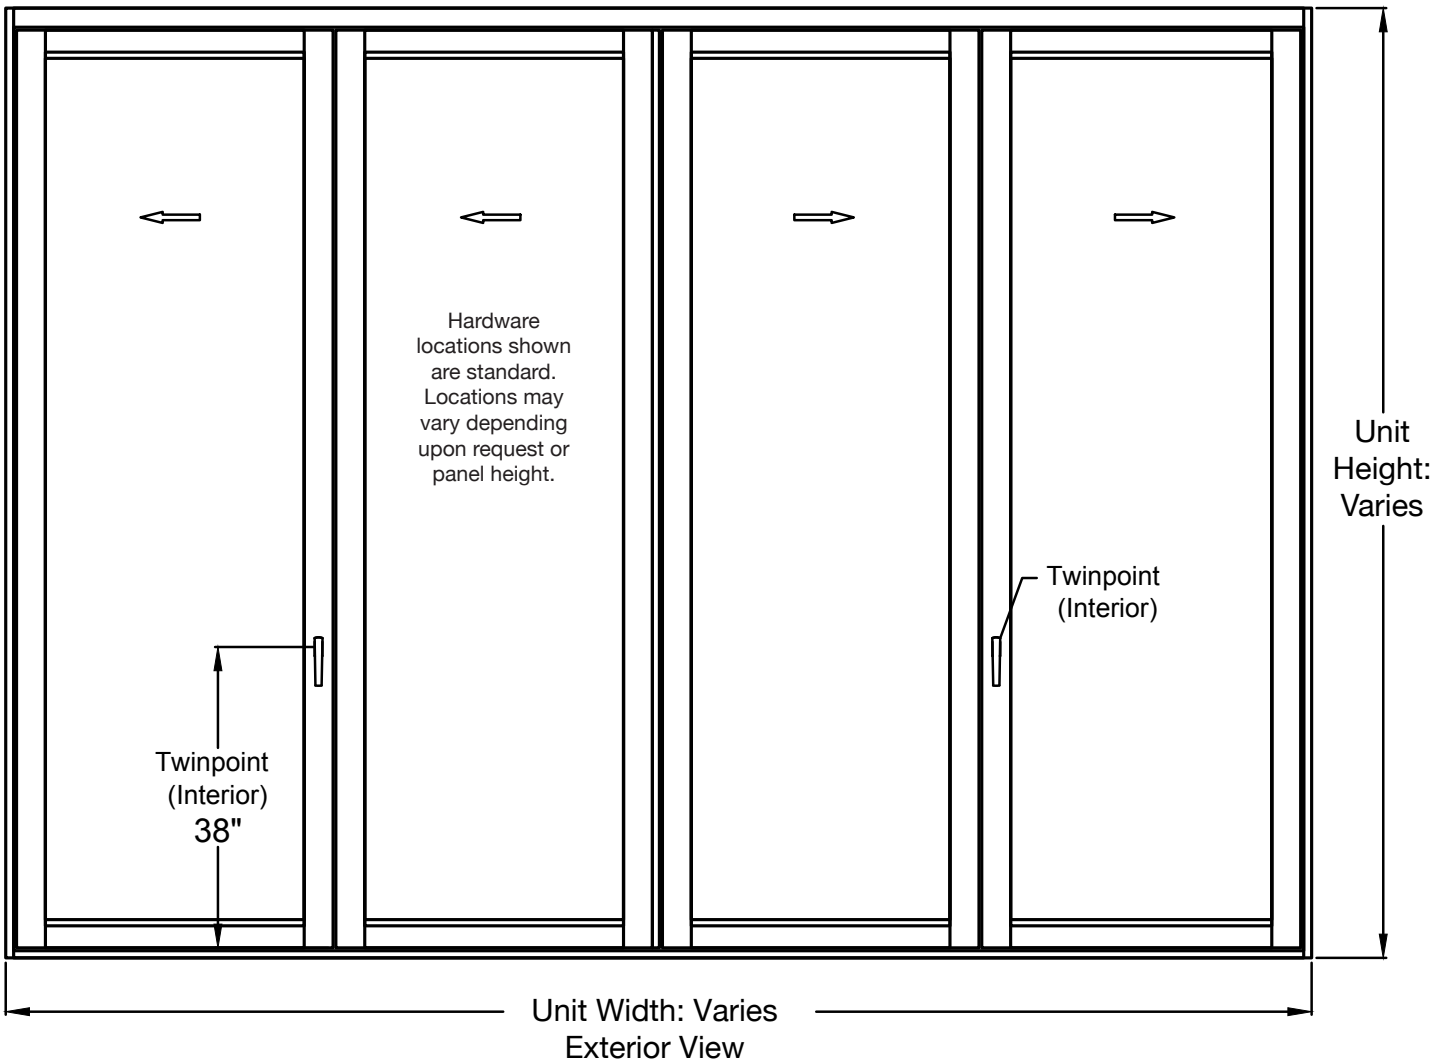 Hardware
locations shown
are standard.
Locations may
vary depending
upon request or
panel height.
Unit
Height:
Varies
Twinpoint
(Interior)
Twinpoint
(Interior)
38"
Unit Width: Varies
Exterior View